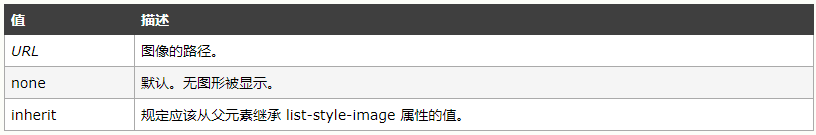 值 描述
URL 图像的路径。
none 默认。无图形被显示。
inherit 规定应该从父元素继承 list-style-image 属性的值。